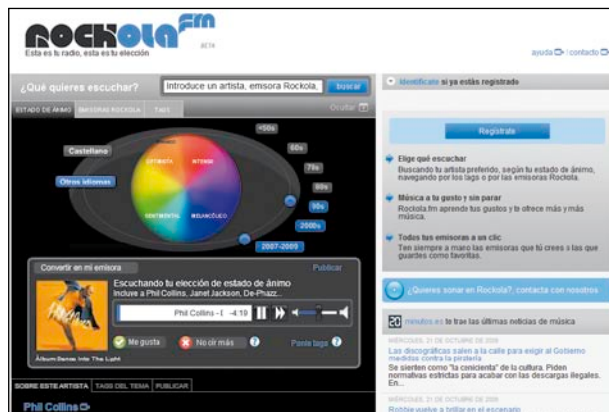 ROCKOLA fm
BETA
Esta es tu radio, esta es tu elección
ayuda | contacto
¿Qué quieres escuchar?
Introduce un artista, emisora Rockola,
buscar
ESTADO DE ÁNIMO
EMISORAS ROCKOLA
TAGS
Ocultar
<50s
60s
70s
80s
90s
2000s
2007-2009
Castellano
Otros idiomas
OPTIMISTA
INTENSE
SENTIMENTAL
MELANCÓLICO
Convertir en mi emisora
Publicar
Escuchando tu elección de estado de ánimo
Incluye a Phil Collins, Janet Jackson, De-Phazz...
Phil Collins - I
-4:19
Me gusta
No oír más
Ponle tags
Álbum:Dance Into The Light
SOBRE ESTE ARTISTA
TAGS DEL TEMA
PUBLICAR
Phil Collins
Identifícate si ya estás registrado
Regístrate
Elige qué escuchar
Buscando tu artista preferido, según tu estado de ánimo,
navegando por los tags o por las emisoras Rockola.
Música a tu gusto y sin parar
Rockola.fm aprende tus gustos y te ofrece más y más
música.
Todas tus emisoras a un clic
Ten siempre a mano las emisoras que tú crees o las que
guardes como favoritas.
¿Quieres sonar en Rockola?, contacta con nosotros
20 minutos.es te trae las últimas noticias de música
MIÉRCOLES, 21 DE OCTUBRE DE 2009
Las discográficas salen a la calle para exigir al Gobierno
medidas contra la piratería
Se sienten como "la cenicienta" de la cultura. Piden
normativas estrictas para acabar con las descargas ilegales.
En...
MIÉRCOLES, 21 DE OCTUBRE DE 2009
Robbie vuelve a brillar en el escenario